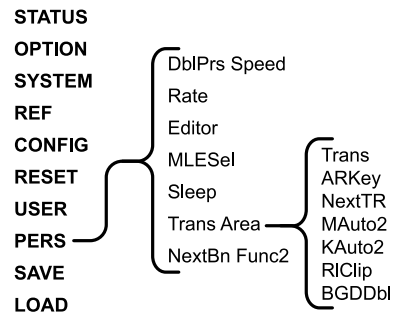 STATUS
OPTION
SYSTEM
REF
CONFIG
RESET
USER
PERS
SAVE
LOAD
DblPrs Speed
Rate
Editor
MLESel
Sleep
Trans Area
NextBn Func2
Trans
ARKey
NextTR
MAuto2
KAuto2
RlClip
BGDDbl